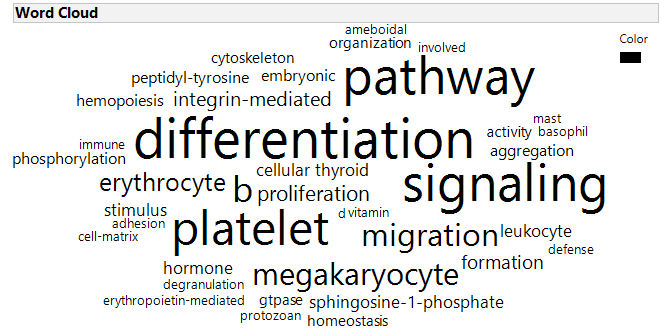 Word Cloud
ameboidal
organization involved
Color
cytoskeleton
pathway
peptidyl-tyrosine embryonic
hemopoiesis integrin-mediated
mast
differentiation
activity basophil
immune
aggregation
phosphorylation
cellular thyroid
erythrocyte b proliferation signaling
stimulus d vitamin
adhesion platelet migration leukocyte
cell-matrix
defense
hormone megakaryocyte formation
degranulation
erythropoietin-mediated gtpase sphingosine-1-phosphate
protozoan homeostasis